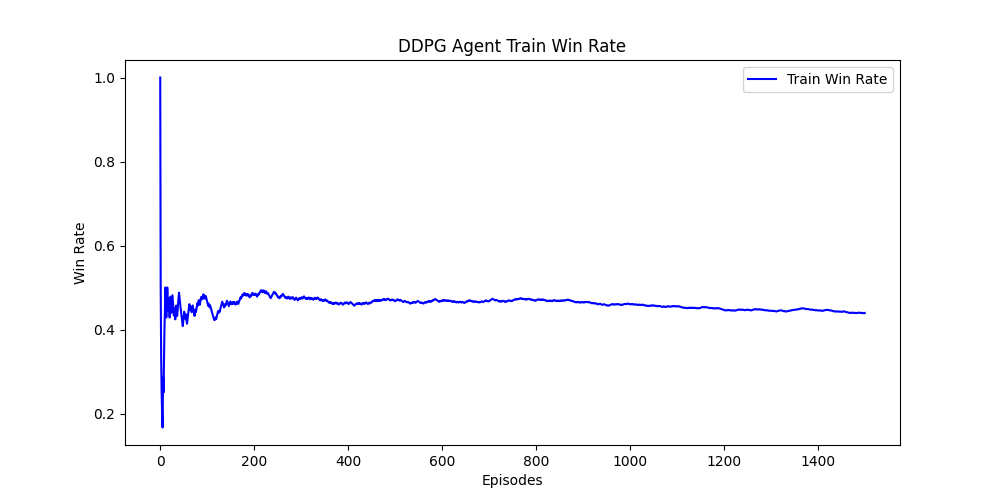 DDPG Agent Train Win Rate
Train Win Rate
Win Rate
1.0
0.8
0.6
0.4
0.2
0 200 400 600 800 1000 1200 1400
Episodes